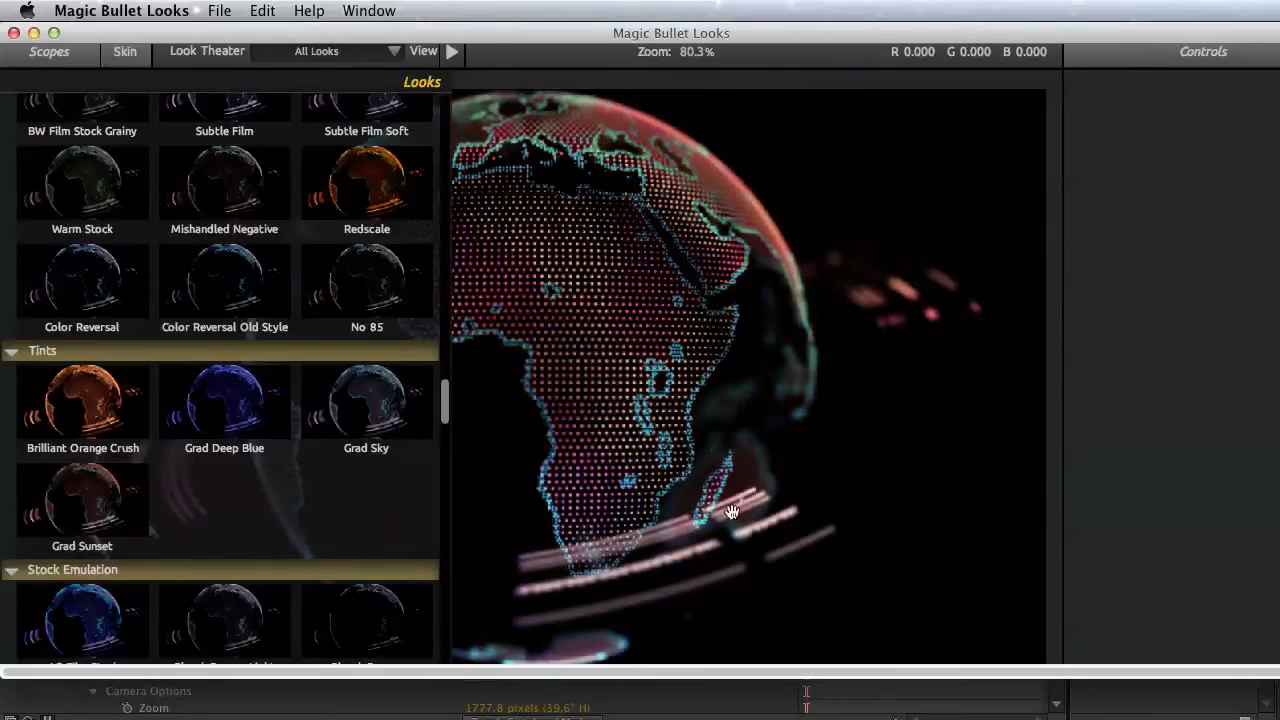 Magic Bullet Looks File Edit Help Window
Magic Bullet Looks
Scopes Skin Look Theater All Looks View Zoom: 80.3% R 0.000 G 0.000 B 0.000 Controls
Looks
BW Film Stock Grainy Subtle Film Subtle Film Soft
Warm Stock Mishandled Negative Redscale
Color Reversal Color Reversal Old Style No 85
Tints
Brilliant Orange Crush Grad Deep Blue Grad Sky
Grad Sunset
Stock Emulation
Camera Options
Zoom 1777.8 pixels (39.6° H)